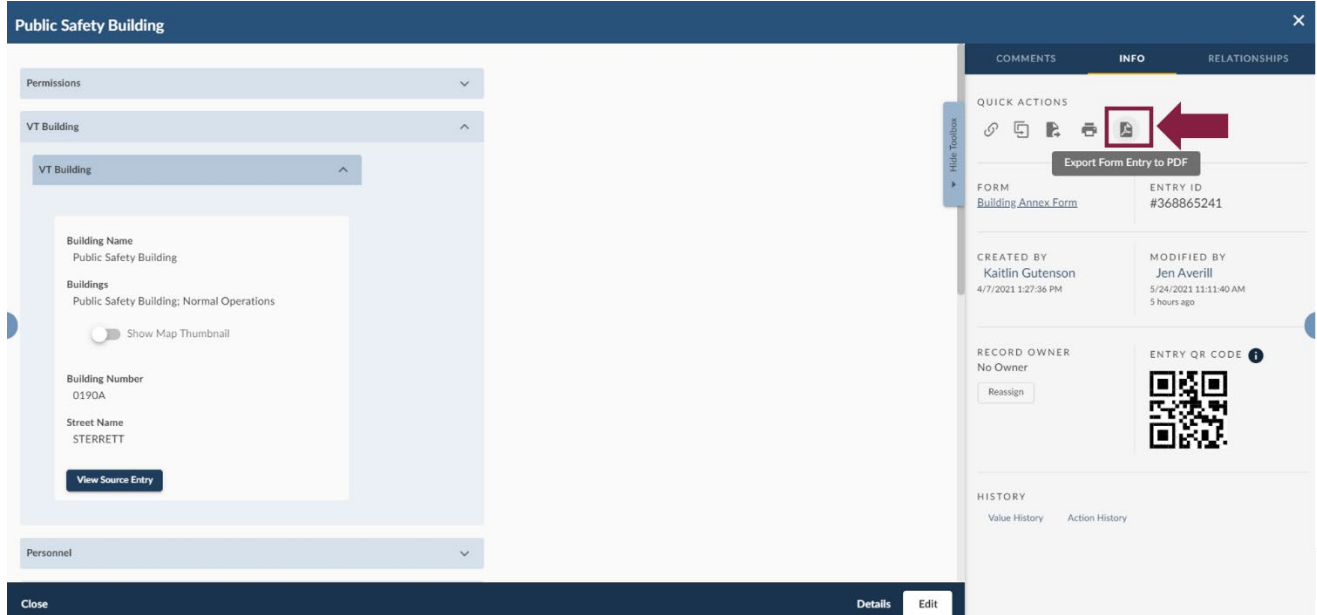 Public Safety Building
Permissions
VT Building
VT Building
Building Name
Public Safety Building
Buildings
Public Safety Building; Normal Operations
Show Map Thumbnail
Building Number
0190A
Street Name
STERRETT
View Source Entry
Personnel
Hide Toolbox
COMMENTS INFO RELATIONSHIPS
QUICK ACTIONS
Export Form Entry to PDF
FORM
Building Annex Form
ENTRY ID
#368865241
CREATED BY
Kaitlin Gutenson
4/7/2021 1:27:36 PM
MODIFIED BY
Jen Averill
5/24/2021 11:11:40 AM
5 hours ago
RECORD OWNER
No Owner
Reassign
ENTRY QR CODE
HISTORY
Value History Action History
Close Details Edit